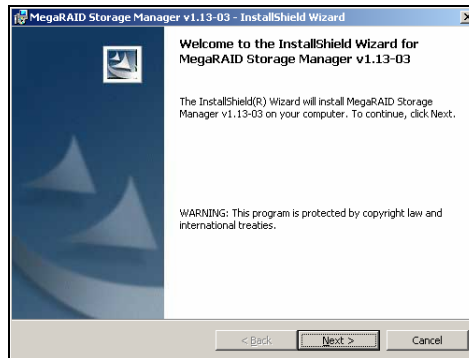 MegaRAID Storage Manager v1.13-03 - InstallShield Wizard
Welcome to the InstallShield Wizard for
MegaRAID Storage Manager v1.13-03
The InstallShield(R) Wizard will install MegaRAID Storage
Manager v1.13-03 on your computer. To continue, click Next.
WARNING: This program is protected by copyright law and
international treaties.
< Back
Next >
Cancel